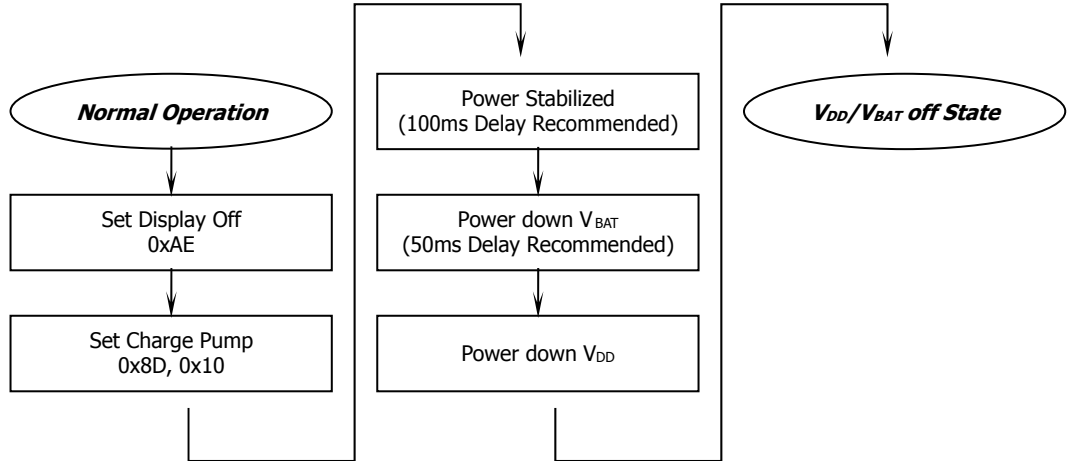 Normal Operation
Set Display Off
0xAE
Set Charge Pump
0x8D, 0x10
Power Stabilized
(100ms Delay Recommended)
Power down VBAT
(50ms Delay Recommended)
Power down VDD
VDD/VBAT off State